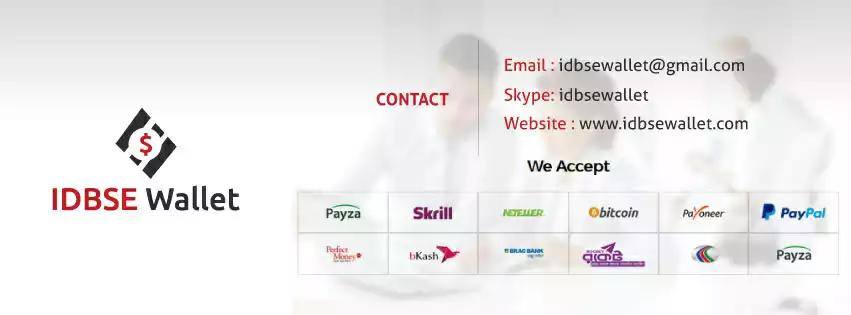 Email : idbsewallet@gmail.com
CONTACT
Skype: idbsewallet
Website : www.idbsewallet.com
$
IDBSE Wallet
We Accept
Payza
Skrill
NETELLER
bitcoin
Payoneer
PayPal
Perfect
Money
bKash
BRAC BANK
Payza